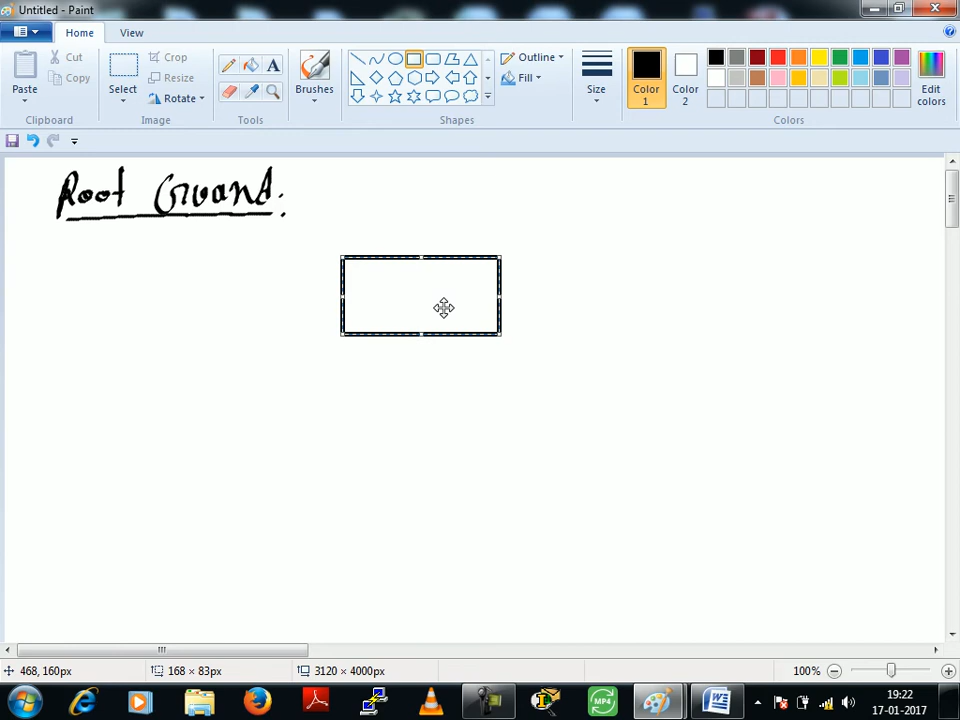 Untitled - Paint
Home View
Paste
Cut
Copy
Clipboard
Select
Crop
Resize
Rotate
Image
Tools
Brushes
Outline
Fill
Shapes
Size
Color 1
Color 2
Edit colors
Colors
Root Guard.
468, 160px 168 × 83px 3120 × 4000px 100%
MP4
19:22
17-01-2017